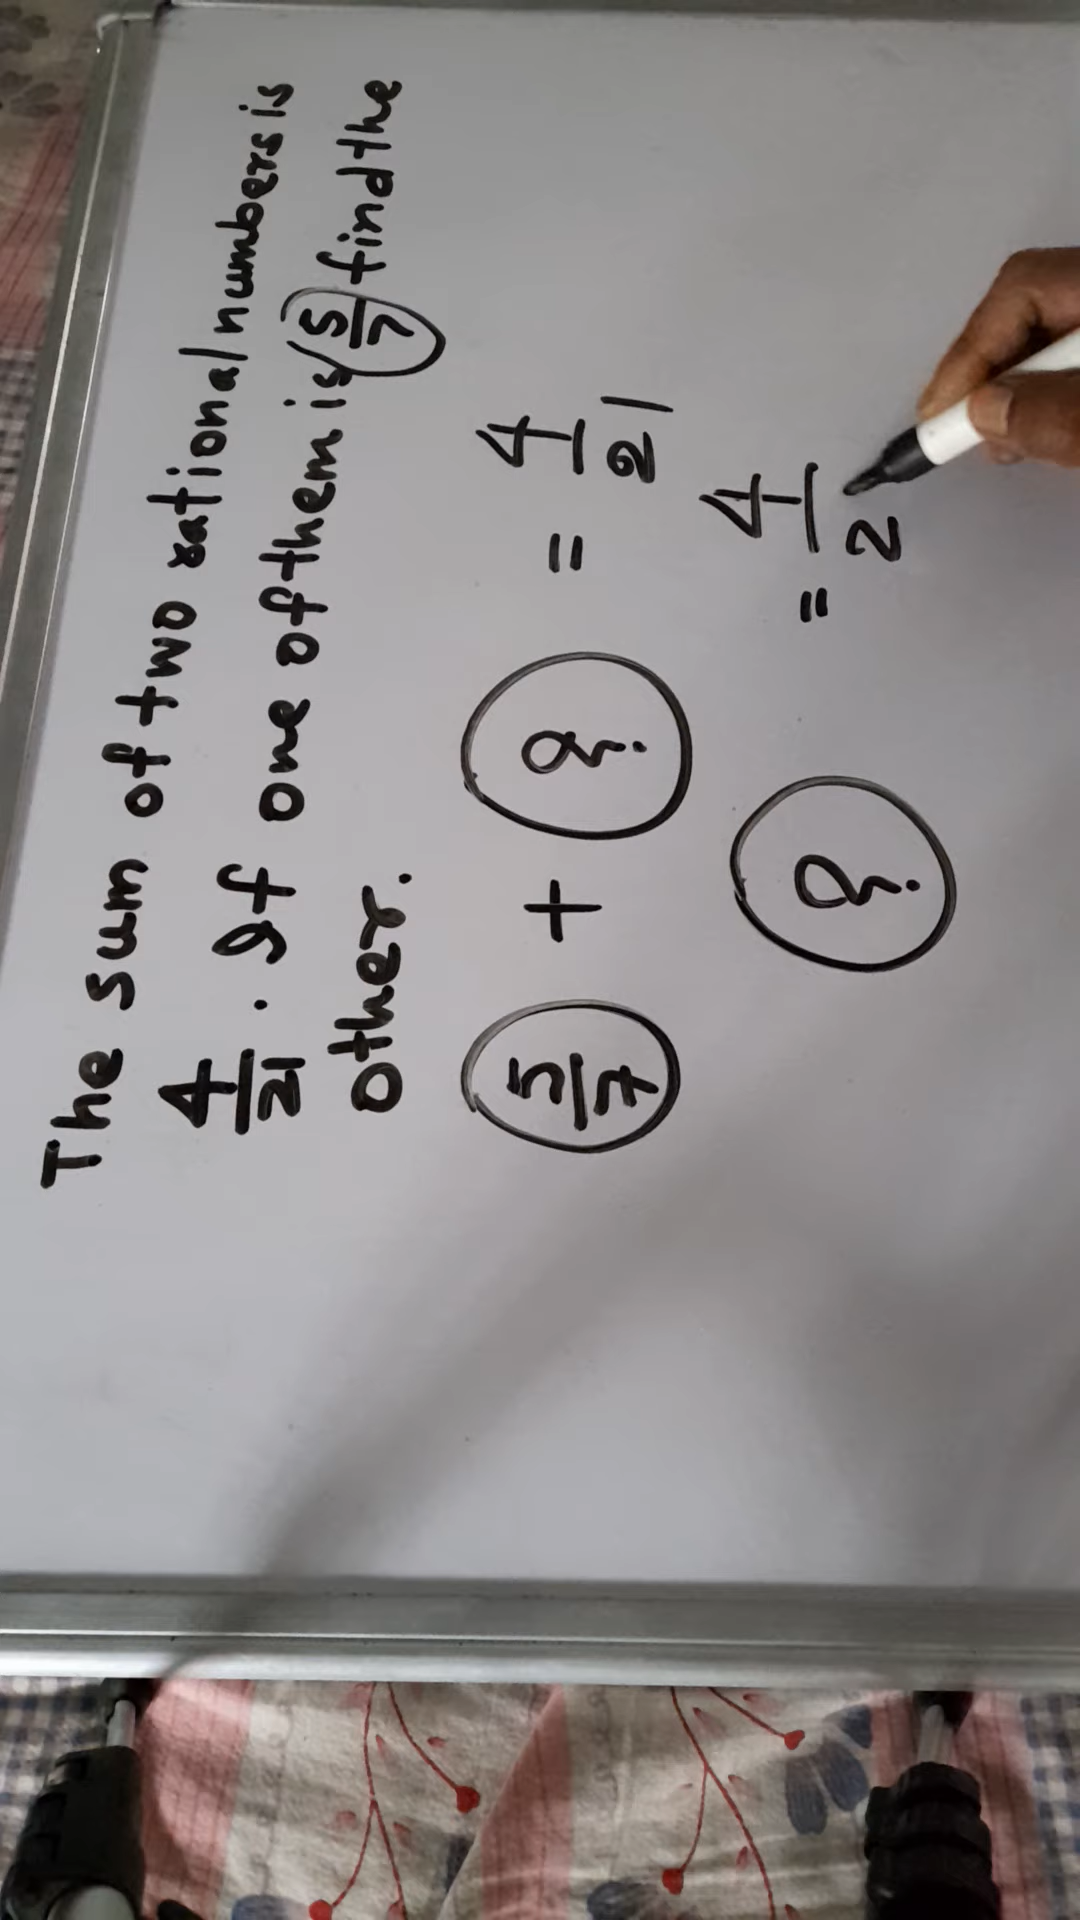 The sum of two rational numbers is
4/21 . If one of them is 5/7 find the
other.
5/7 + ? = 4/21
? = 4/2